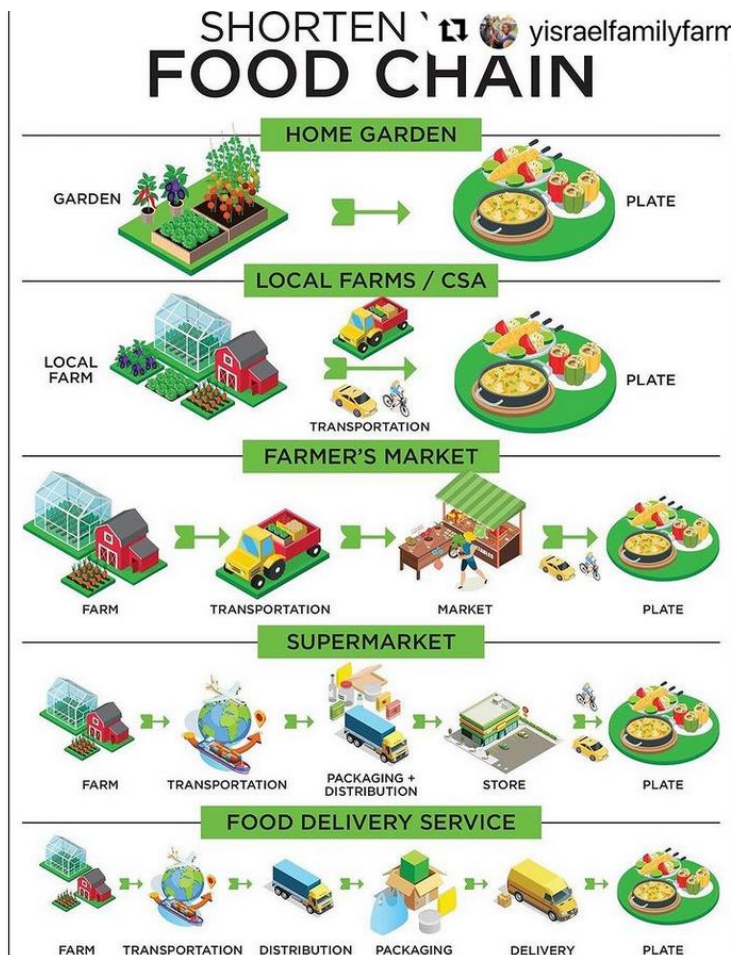 SHORTEN
yisraelfamilyfarm
FOOD CHAIN
HOME GARDEN
GARDEN
PLATE
LOCAL FARMS / CSA
LOCAL
FARM
PLATE
TRANSPORTATION
FARMER'S MARKET
FARM
TRANSPORTATION
MARKET
PLATE
SUPERMARKET
FARM
TRANSPORTATION
PACKAGING +
DISTRIBUTION
STORE
PLATE
FOOD DELIVERY SERVICE
FARM
TRANSPORTATION
DISTRIBUTION
PACKAGING
DELIVERY
PLATE